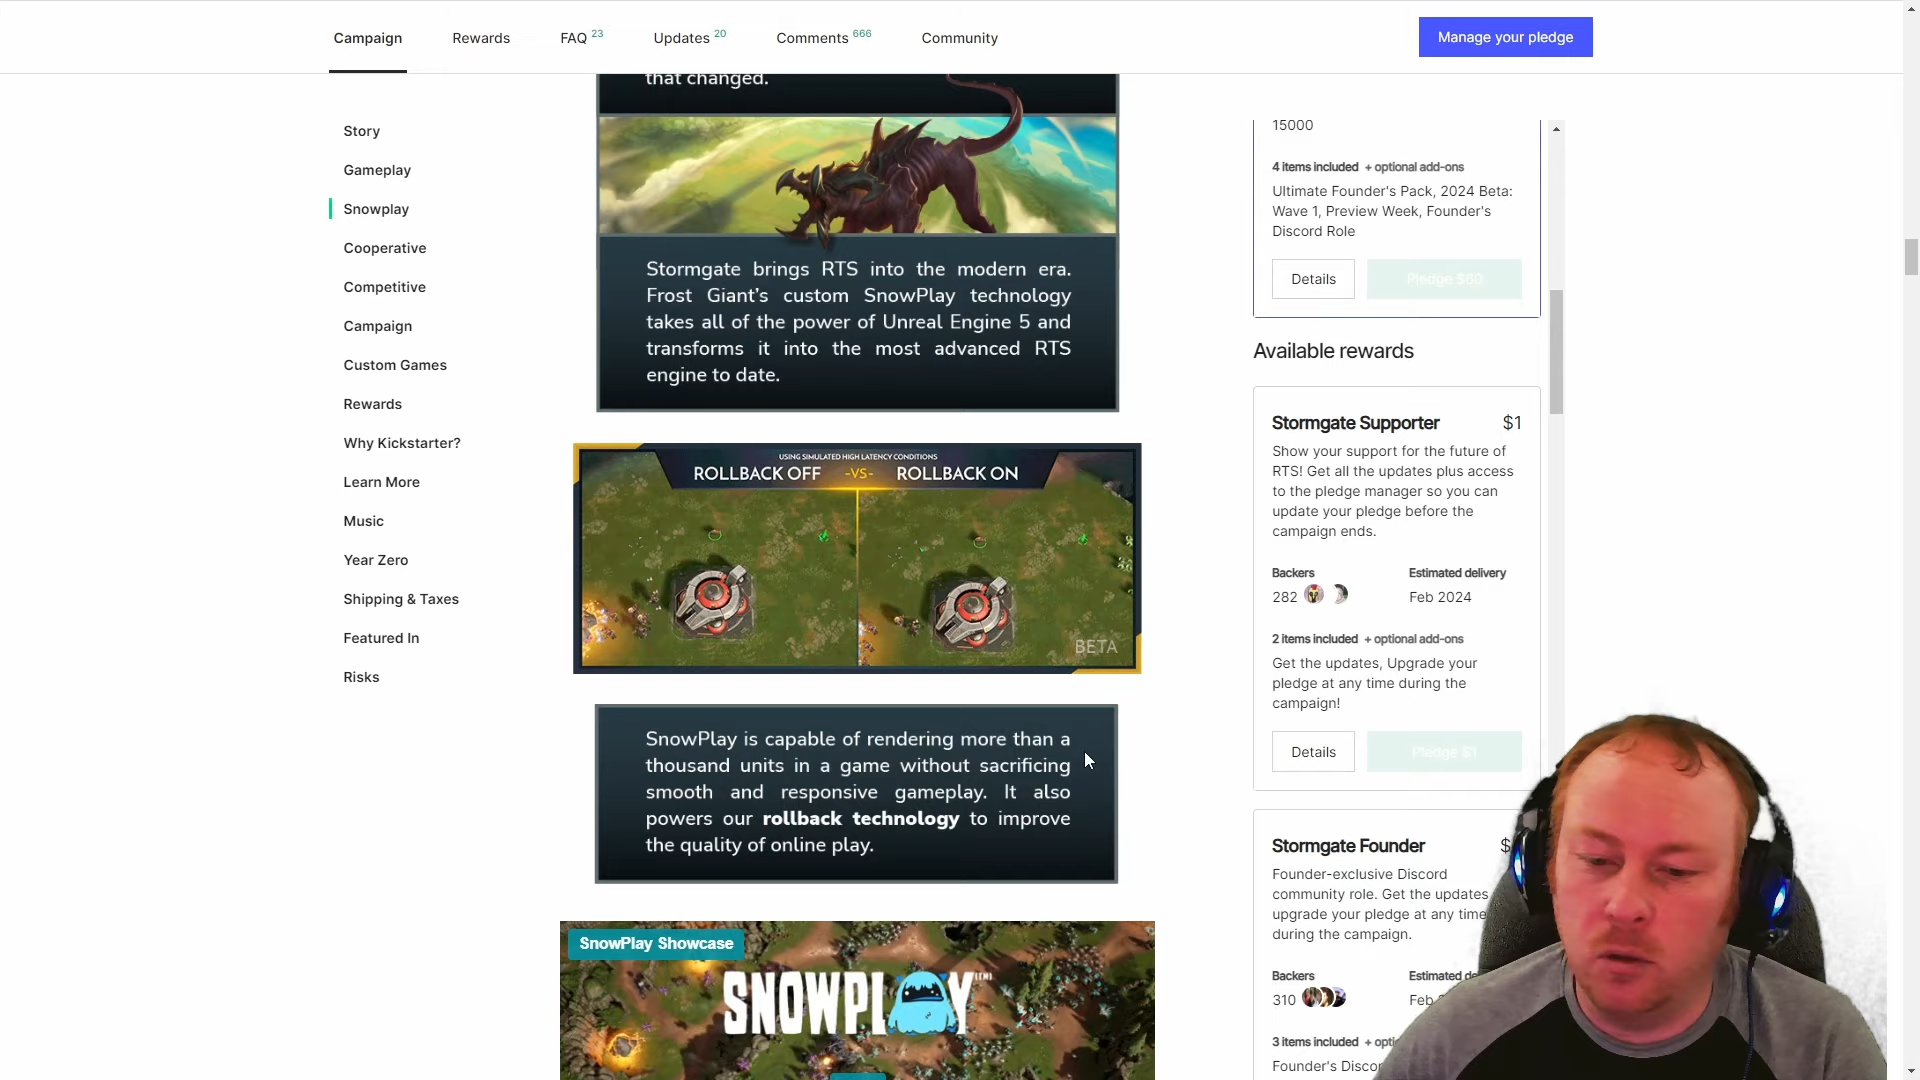 Campaign
Rewards
FAQ 23
Updates 20
Comments 666
Community
Manage your pledge
Story
Gameplay
Snowplay
Cooperative
Competitive
Campaign
Custom Games
Rewards
Why Kickstarter?
Learn More
Music
Year Zero
Shipping & Taxes
Featured In
Risks
that changed.
Stormgate brings RTS into the modern era.
Frost Giant's custom SnowPlay technology
takes all of the power of Unreal Engine 5 and
transforms it into the most advanced RTS
engine to date.
USING SIMULATED HIGH LATENCY CONDITIONS
ROLLBACK OFF -VS- ROLLBACK ON
BETA
SnowPlay is capable of rendering more than a
thousand units in a game without sacrificing
smooth and responsive gameplay. It also
powers our rollback technology to improve
the quality of online play.
SnowPlay Showcase
SNOWPLAY
15000
4 items included + optional add-ons
Ultimate Founder's Pack, 2024 Beta:
Wave 1, Preview Week, Founder's
Discord Role
Details
Pledge $60
Available rewards
Stormgate Supporter $1
Show your support for the future of
RTS! Get all the updates plus access
to the pledge manager so you can
update your pledge before the
campaign ends.
Backers Estimated delivery
282 Feb 2024
2 items included + optional add-ons
Get the updates, Upgrade your
pledge at any time during the
campaign!
Details
Pledge $1
Stormgate Founder $
Founder-exclusive Discord
community role. Get the updates
upgrade your pledge at any time
during the campaign.
Backers Estimated de
310 Feb
3 items included + opti
Founder's Discor